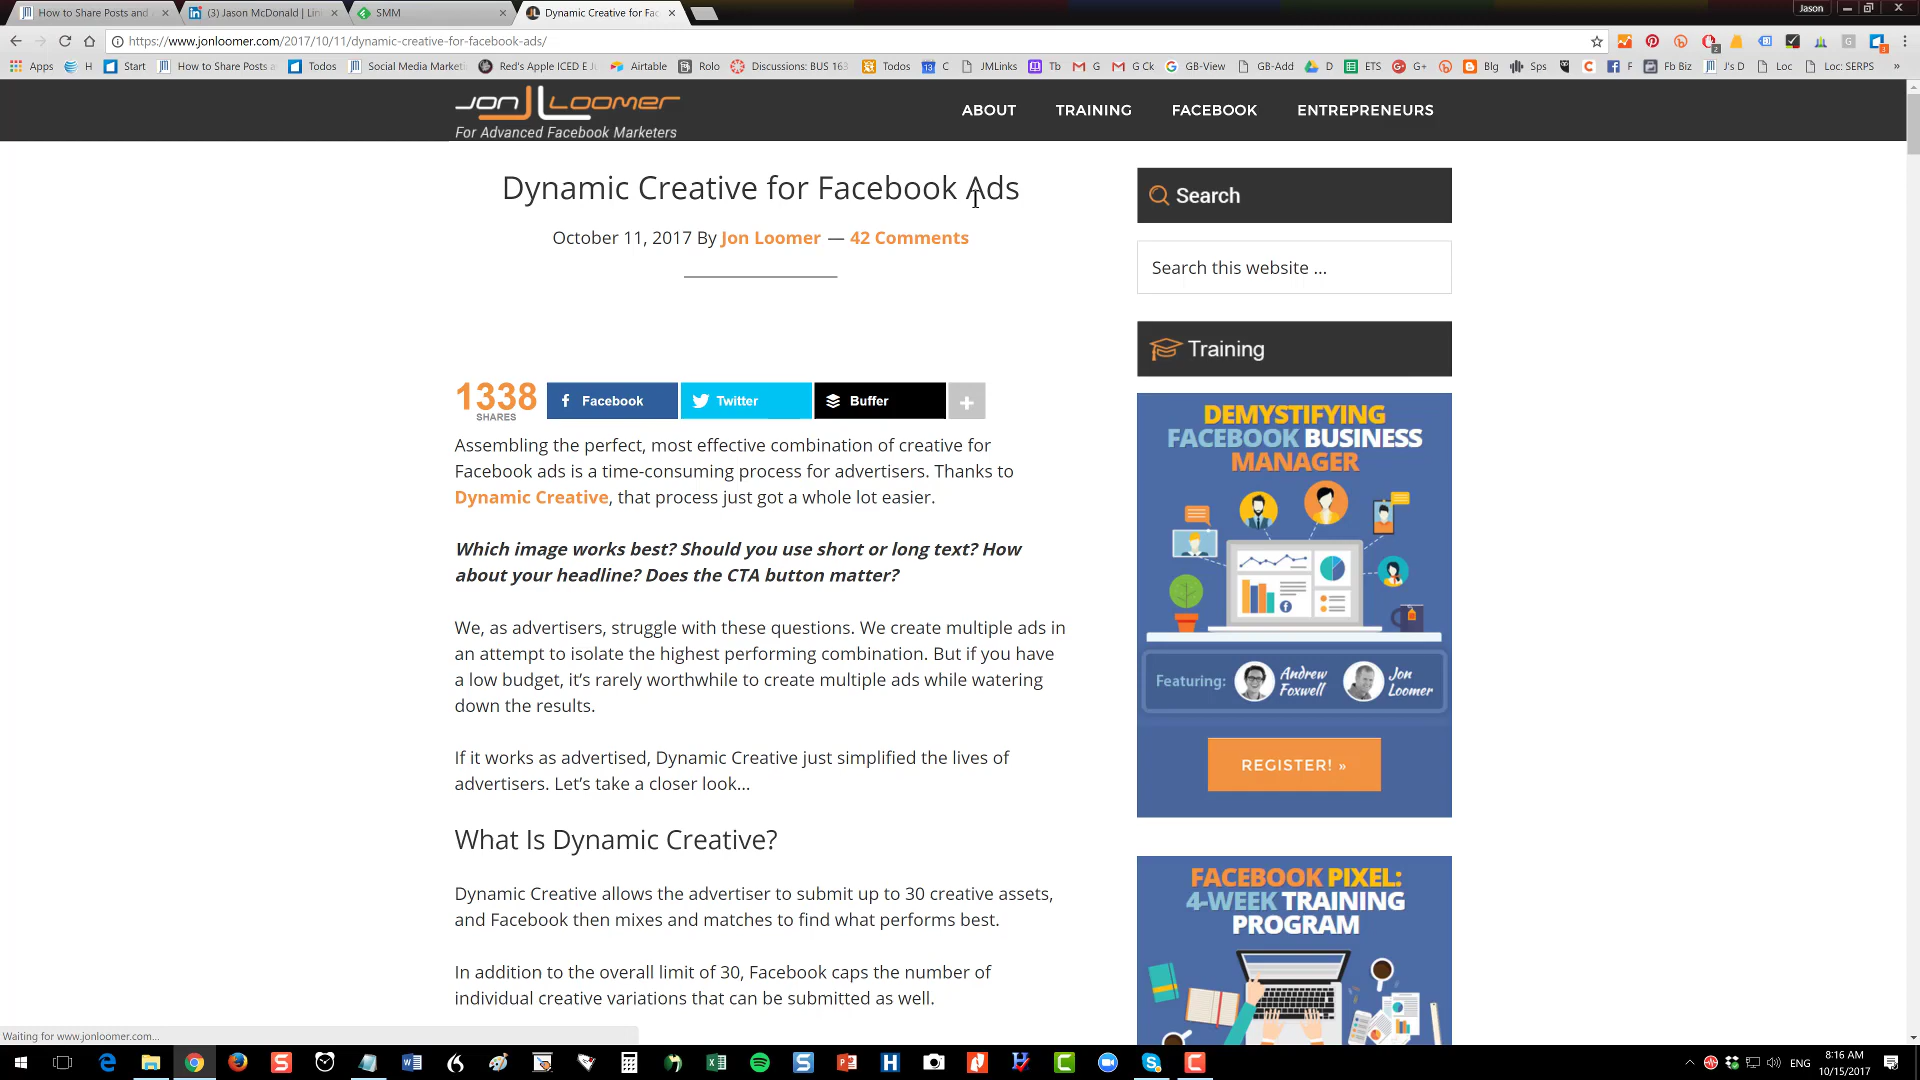 How to Share Posts and
(3) Jason McDonald | Lin
SMM
Dynamic Creative for Fac
Jason
https://www.jonloomer.com/2017/10/11/dynamic-creative-for-facebook-ads/
Apps
H
Start
How to Share Posts a
Todos
Social Media Marketi
Red's Apple ICED E Ju
Airtable
Rolo
Discussions: BUS 163
Todos
C
JMLinks
Tb
G
G Ck
GB-View
GB-Add
D
ETS
G+
Blg
Sps
F
Fb Biz
J's D
Loc
Loc: SERPS
JON LOOMER
For Advanced Facebook Marketers
ABOUT
TRAINING
FACEBOOK
ENTREPRENEURS
Dynamic Creative for Facebook Ads
October 11, 2017 By Jon Loomer — 42 Comments
1338
SHARES
Facebook
Twitter
Buffer
Assembling the perfect, most effective combination of creative for
Facebook ads is a time-consuming process for advertisers. Thanks to
Dynamic Creative, that process just got a whole lot easier.
Which image works best? Should you use short or long text? How
about your headline? Does the CTA button matter?
We, as advertisers, struggle with these questions. We create multiple ads in
an attempt to isolate the highest performing combination. But if you have
a low budget, it's rarely worthwhile to create multiple ads while watering
down the results.
If it works as advertised, Dynamic Creative just simplified the lives of
advertisers. Let's take a closer look…
What Is Dynamic Creative?
Dynamic Creative allows the advertiser to submit up to 30 creative assets,
and Facebook then mixes and matches to find what performs best.
In addition to the overall limit of 30, Facebook caps the number of
individual creative variations that can be submitted as well.
Search
Search this website …
Training
DEMYSTIFYING
FACEBOOK BUSINESS
MANAGER
Featuring:
Andrew
Foxwell
Jon
Loomer
REGISTER! »
FACEBOOK PIXEL:
4-WEEK TRAINING
PROGRAM
Waiting for www.jonloomer.com...
ENG
8:16 AM
10/15/2017